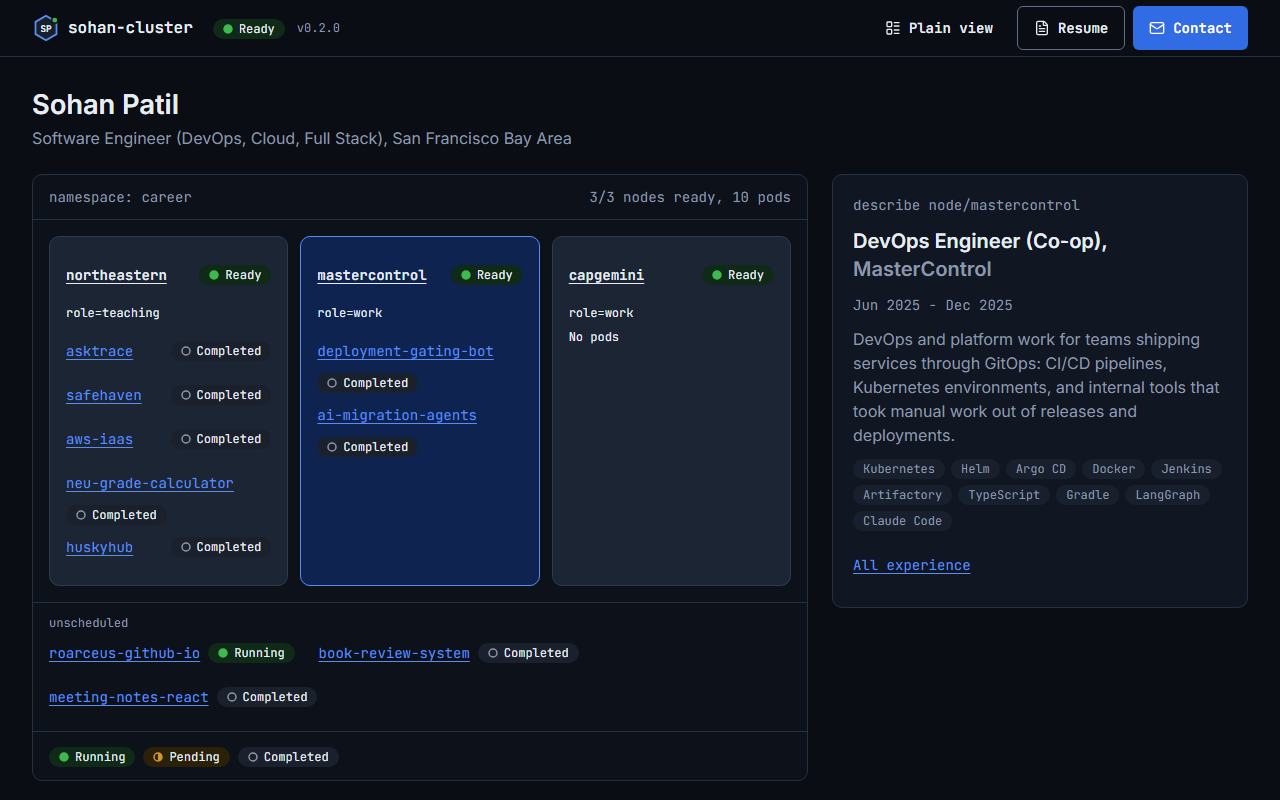 SP sohan-cluster Ready v0.2.0 Plain view Resume Contact
Sohan Patil
Software Engineer (DevOps, Cloud, Full Stack), San Francisco Bay Area
namespace: career 3/3 nodes ready, 10 pods
northeastern Ready
role=teaching
asktrace Completed
safehaven Completed
aws-iaas Completed
neu-grade-calculator
Completed
huskyhub Completed
mastercontrol Ready
role=work
deployment-gating-bot
Completed
ai-migration-agents
Completed
capgemini Ready
role=work
No pods
unscheduled
roarceus-github-io Running book-review-system Completed
meeting-notes-react Completed
Running Pending Completed
describe node/mastercontrol
DevOps Engineer (Co-op),
MasterControl
Jun 2025 - Dec 2025
DevOps and platform work for teams shipping
services through GitOps: CI/CD pipelines,
Kubernetes environments, and internal tools that
took manual work out of releases and
deployments.
Kubernetes Helm Argo CD Docker Jenkins
Artifactory TypeScript Gradle LangGraph
Claude Code
All experience